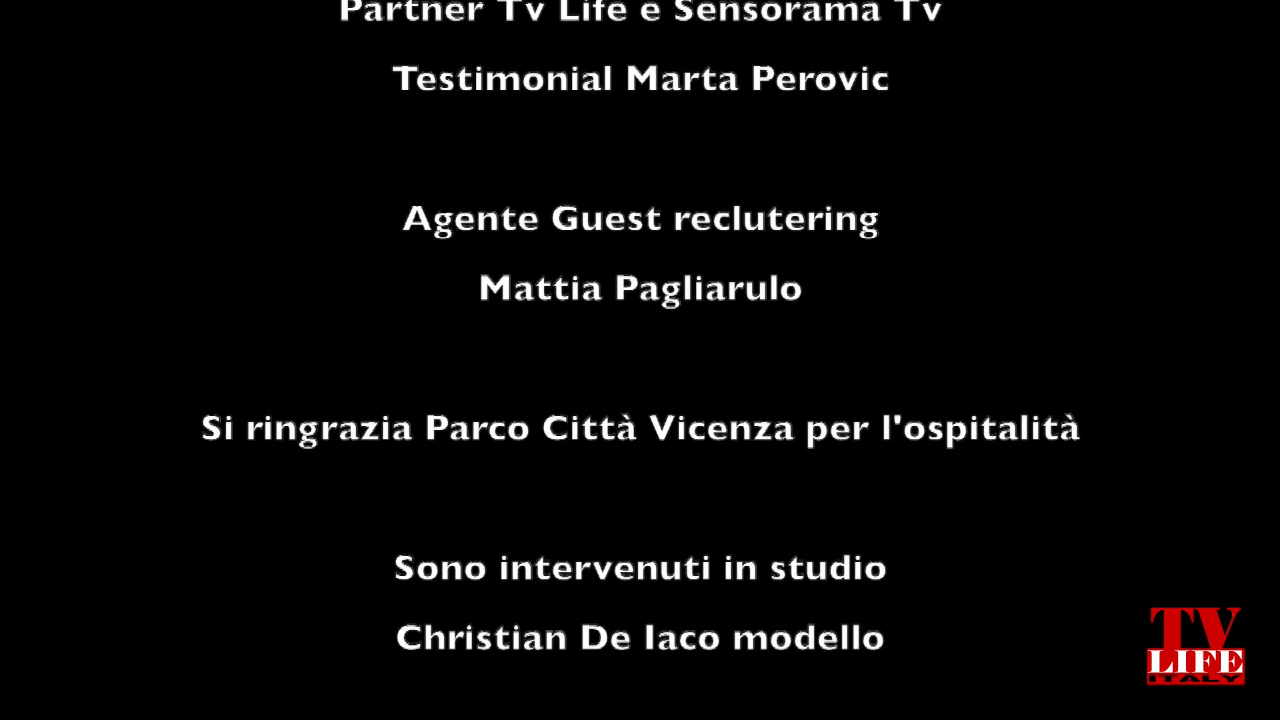 Partner Tv Life e Sensorama Tv
Testimonial Marta Perovic
Agente Guest reclutering
Mattia Pagliarulo
Si ringrazia Parco Città Vicenza per l'ospitalità
Sono intervenuti in studio
Christian De Iaco modello
TV
LIFE
ITALY